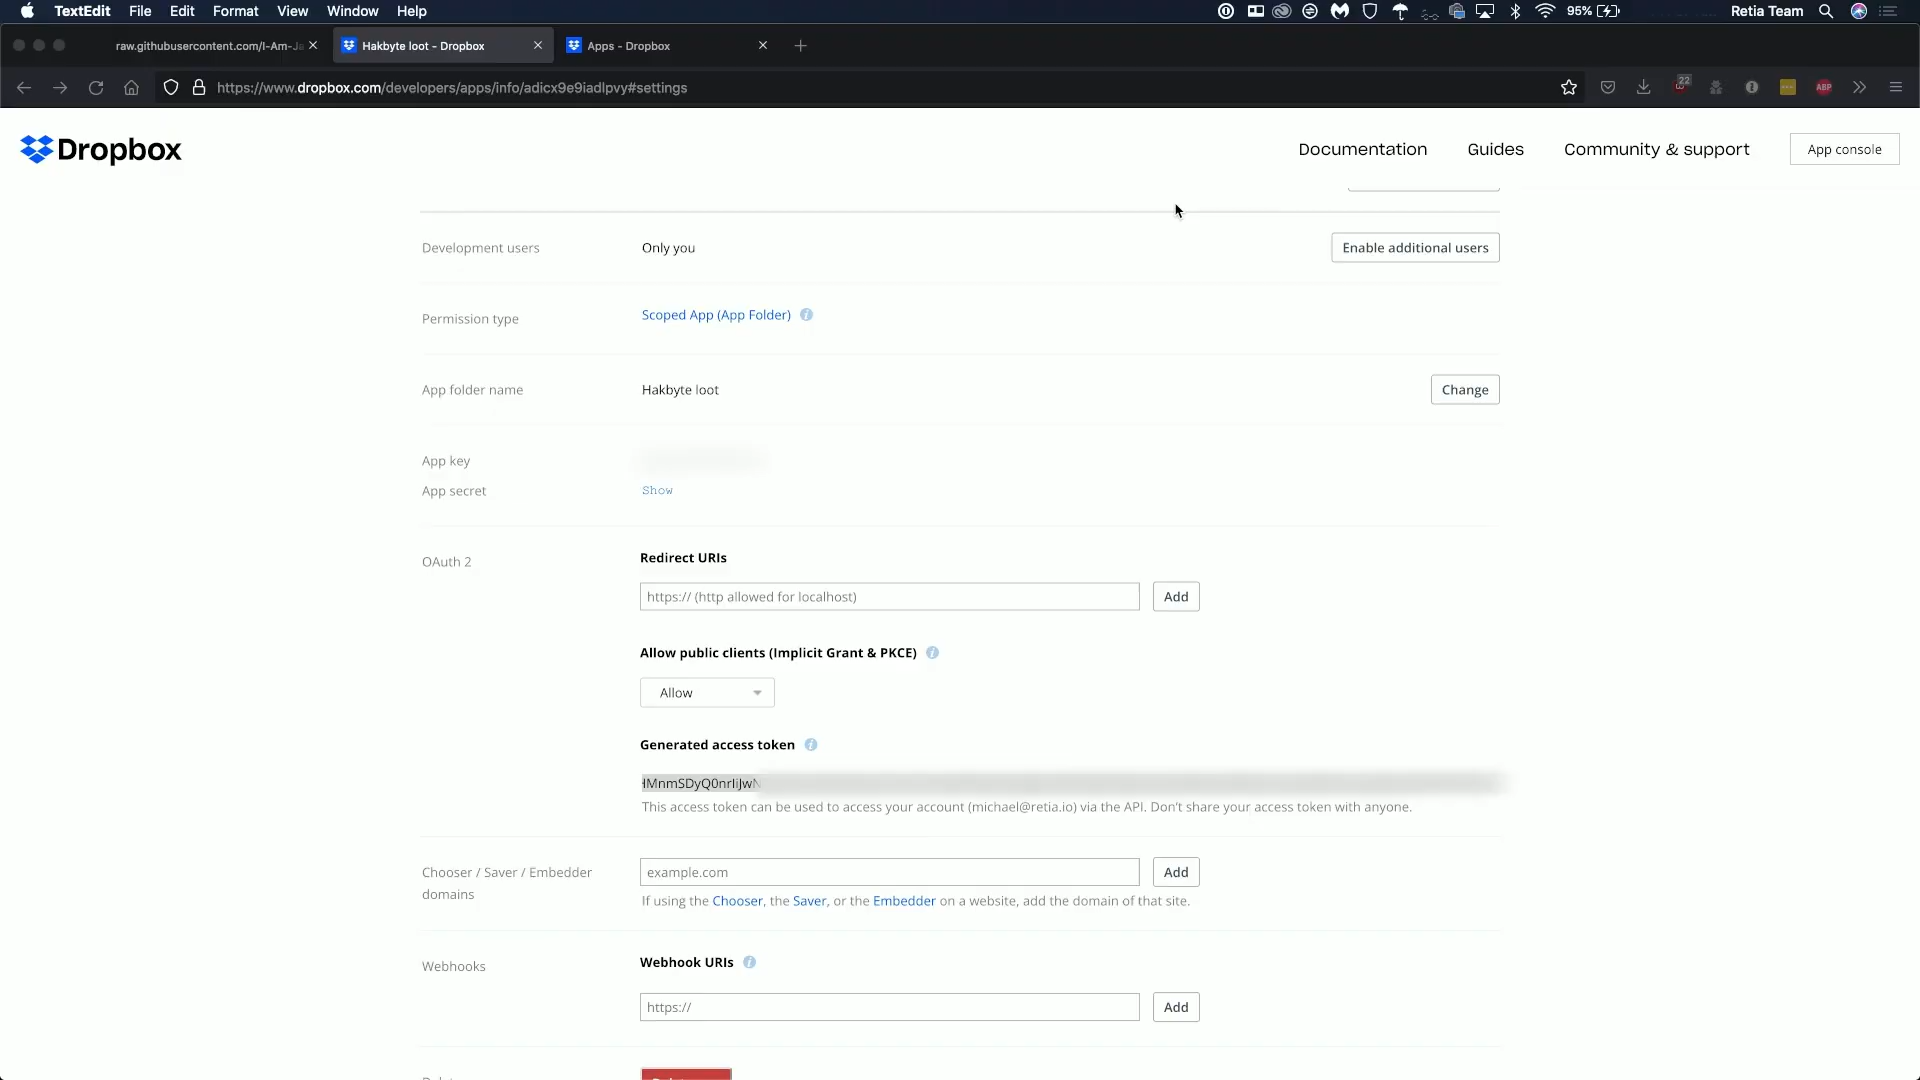 TextEdit File Edit Format View Window Help 95% Retia Team
raw.githubusercontent.com/I-Am-Ja Hakbyte loot - Dropbox Apps - Dropbox
https://www.dropbox.com/developers/apps/info/adicx9e9iadlpvy#settings 22 ABP
Dropbox Documentation Guides Community & support App console
Development users Only you Enable additional users
Permission type Scoped App (App Folder)
App folder name Hakbyte loot Change
App key
App secret Show
OAuth 2 Redirect URIs
https:// (http allowed for localhost) Add
Allow public clients (Implicit Grant & PKCE)
Allow
Generated access token
This access token can be used to access your account (michael@retia.io) via the API. Don't share your access token with anyone.
Chooser / Saver / Embedder
domains
example.com Add
If using the Chooser, the Saver, or the Embedder on a website, add the domain of that site.
Webhooks Webhook URIs
https:// Add